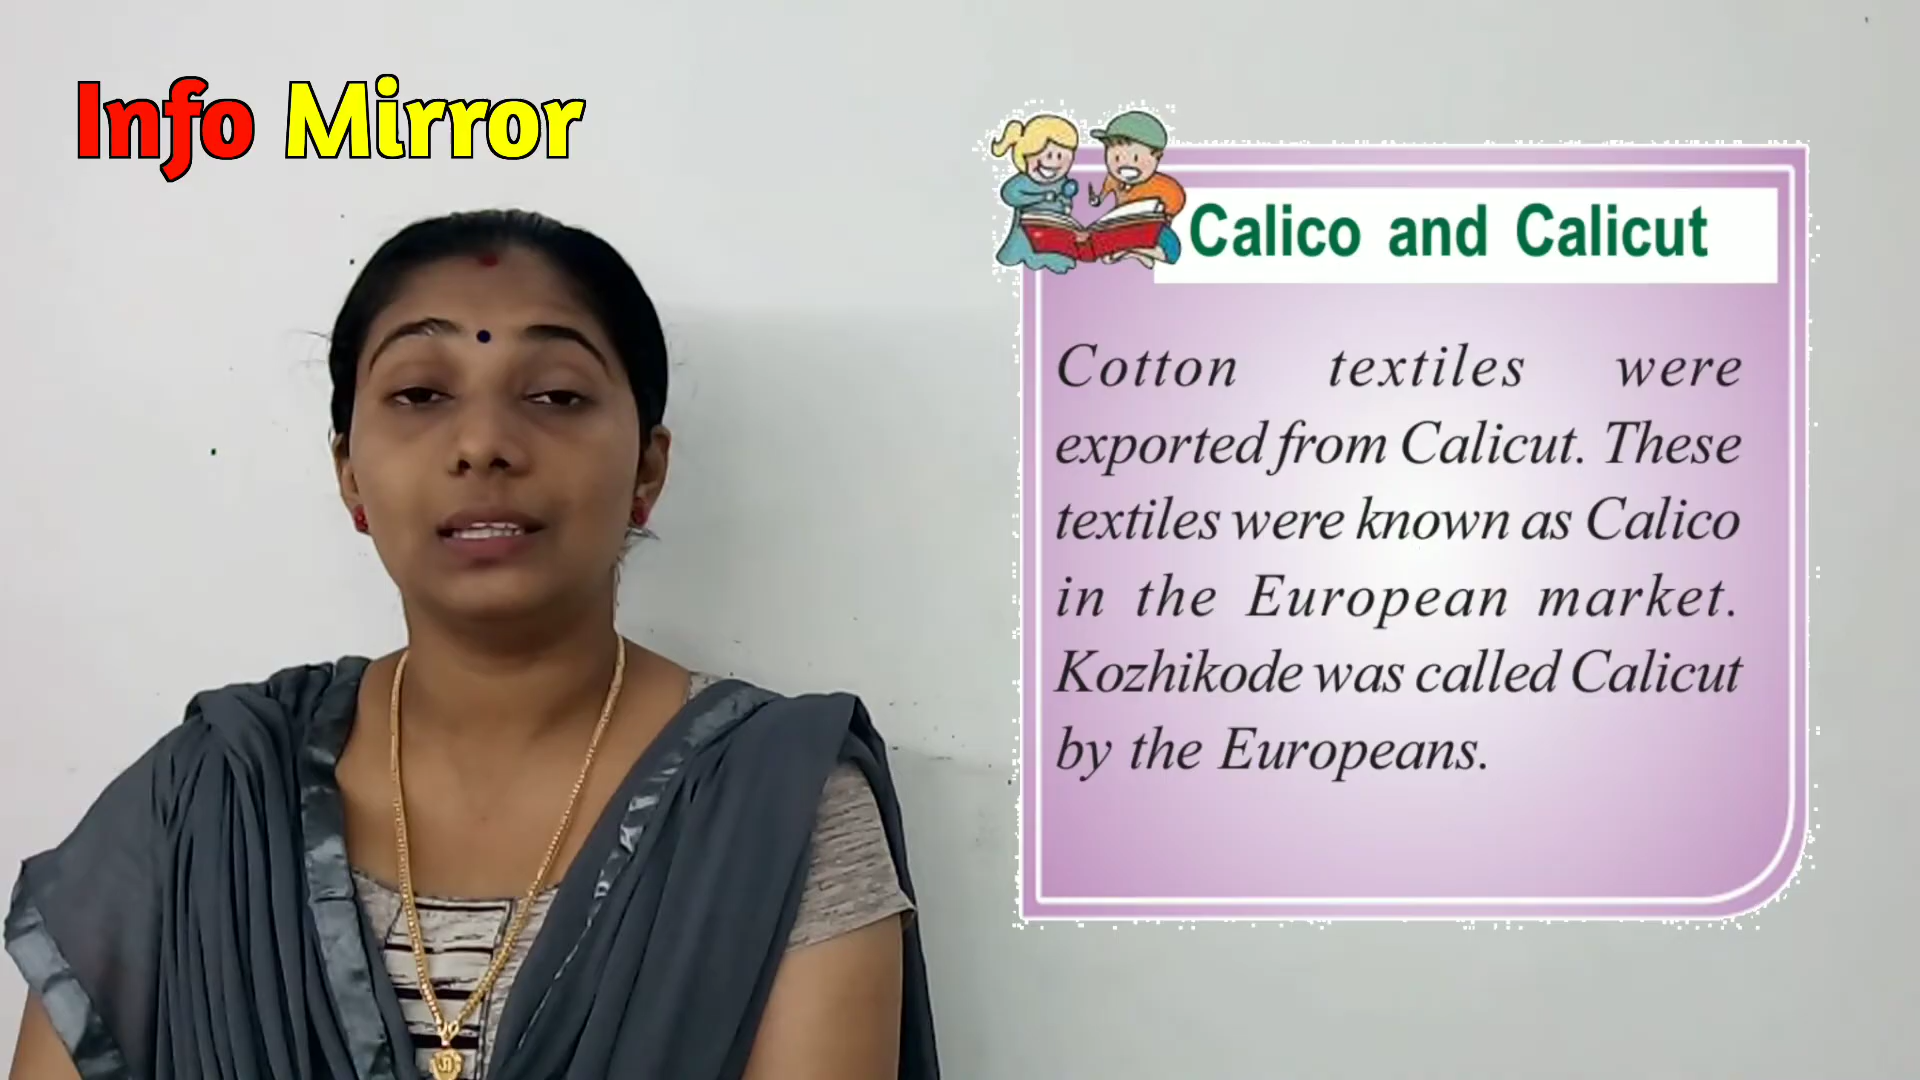 Info Mirror
Calico and Calicut
Cotton textiles were
exported from Calicut. These
textiles were known as Calico
in the European market.
Kozhikode was called Calicut
by the Europeans.